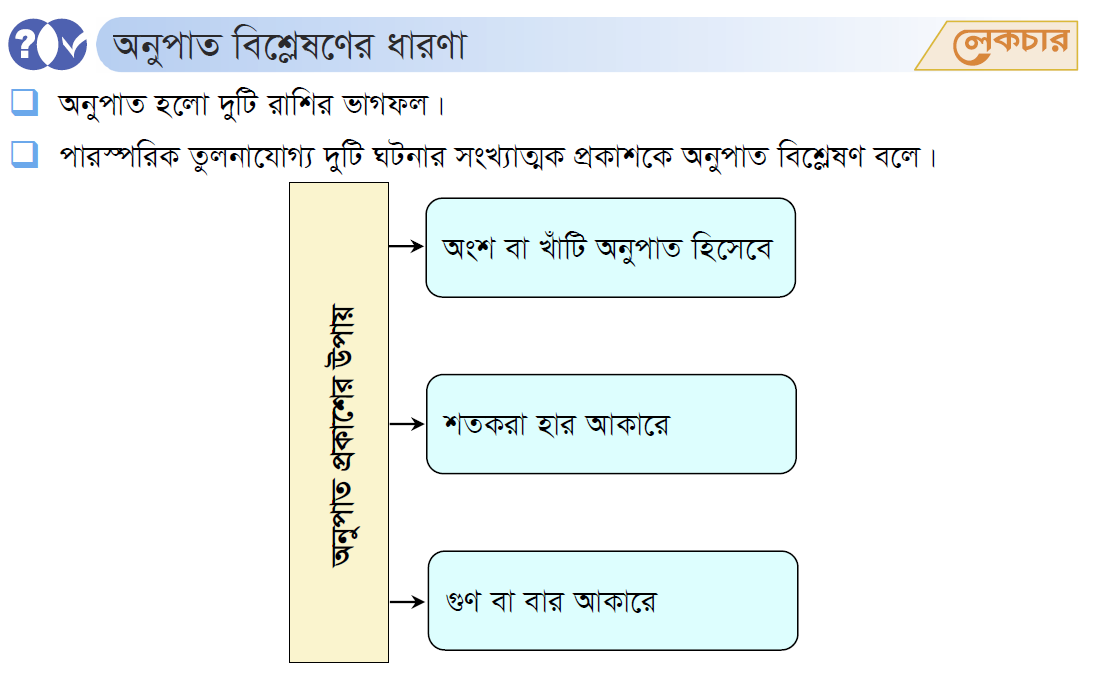 অনুপাত বিশ্লেষণের ধারণা
লেকচার
অনুপাত হলো দুটি রাশির ভাগফল।
পারস্পরিক তুলনাযোগ্য দুটি ঘটনার সংখ্যাত্মক প্রকাশকে অনুপাত বিশ্লেষণ বলে।
অনুপাত প্রকাশের উপায়
অংশ বা খাঁটি অনুপাত হিসেবে
শতকরা হার আকারে
গুণ বা বার আকারে